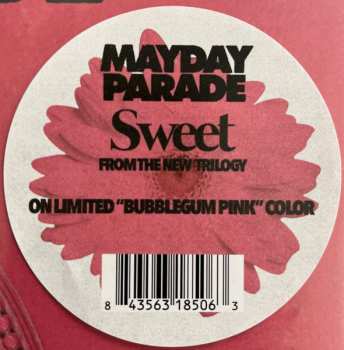 MAYDAY
PARADE
Sweet
FROM THE NEW TRILOGY
ON LIMITED "BUBBLEGUM PINK" COLOR
8 43563 18506 3